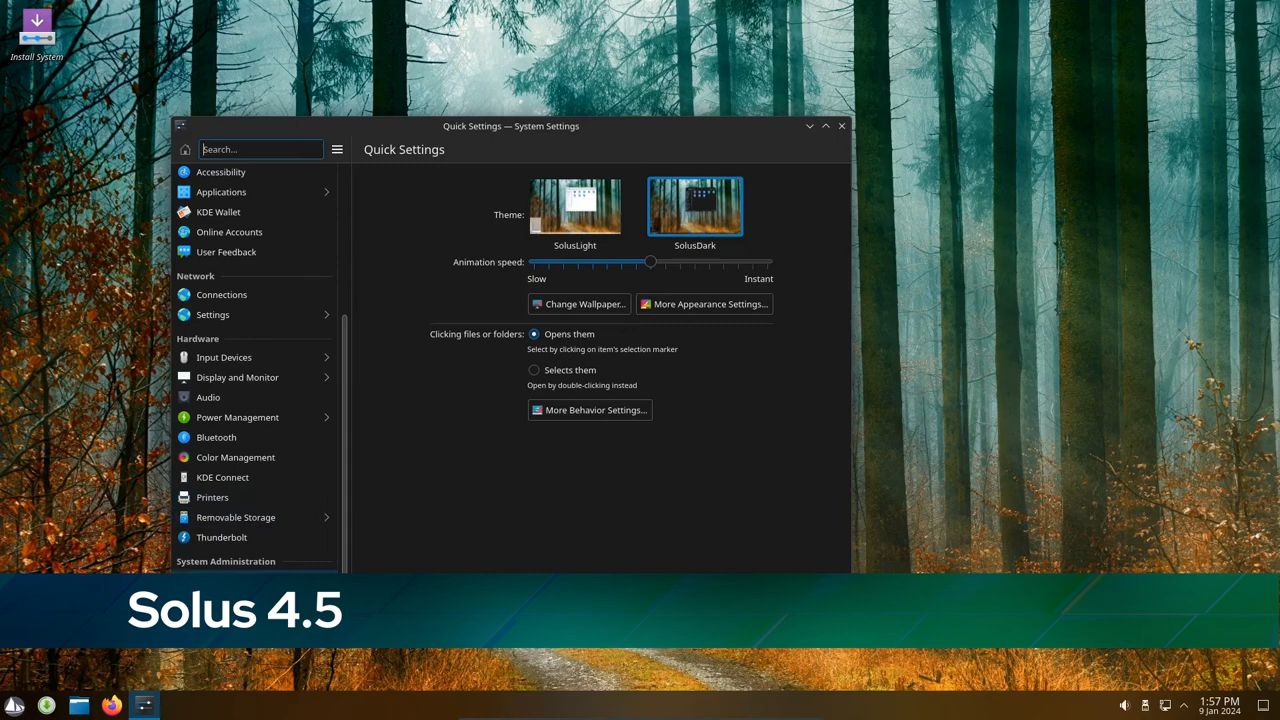 Install System
Quick Settings — System Settings
Search...
Quick Settings
Accessibility
Applications
KDE Wallet
Online Accounts
User Feedback
Network
Connections
Settings
Hardware
Input Devices
Display and Monitor
Audio
Power Management
Bluetooth
Color Management
KDE Connect
Printers
Removable Storage
Thunderbolt
System Administration
Theme:
SolusLight
SolusDark
Animation speed:
Slow
Instant
Change Wallpaper...
More Appearance Settings...
Clicking files or folders:
Opens them
Select by clicking on item's selection marker
Selects them
Open by double-clicking instead
More Behavior Settings...
Solus 4.5
1:57 PM
9 Jan 2024